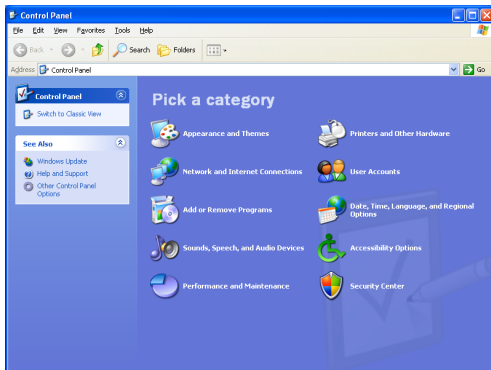 Control Panel
File Edit View Favorites Tools Help
Back Search Folders
Address Control Panel Go
Control Panel
Switch to Classic View
See Also
Windows Update
Help and Support
Other Control Panel
Options
Pick a category
Appearance and Themes
Printers and Other Hardware
Network and Internet Connections
User Accounts
Add or Remove Programs
Date, Time, Language, and Regional
Options
Sounds, Speech, and Audio Devices
Accessibility Options
Performance and Maintenance
Security Center